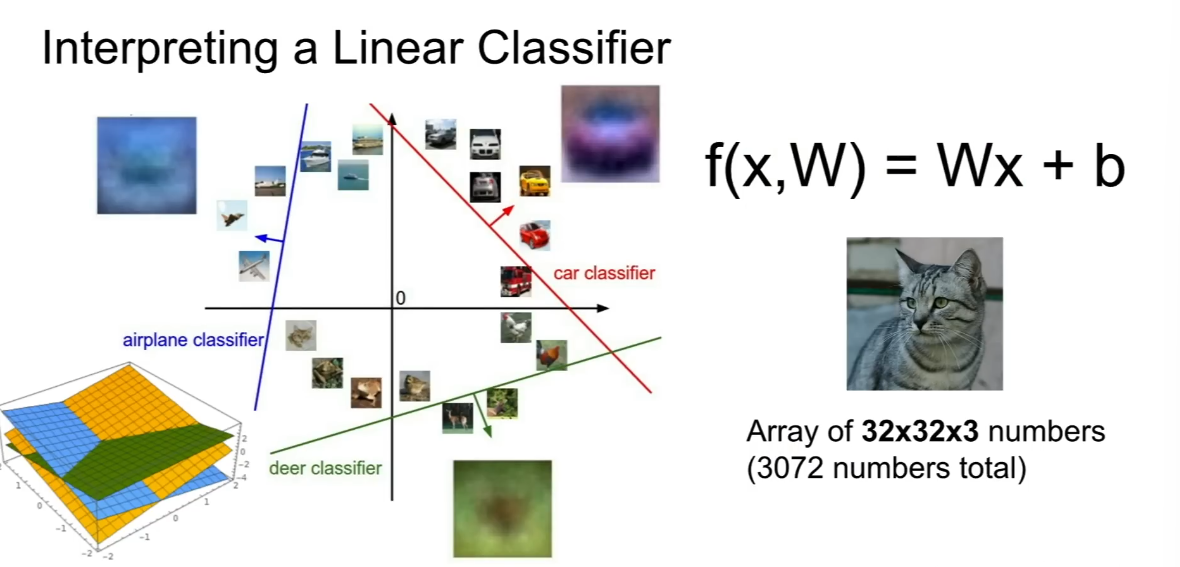 Interpreting a Linear Classifier
f(x,W) = Wx + b
0
car classifier
airplane classifier
deer classifier
Array of 32x32x3 numbers
(3072 numbers total)
2
0
-2
-4
2
1
0
-1
-2
1
0
-1
-2